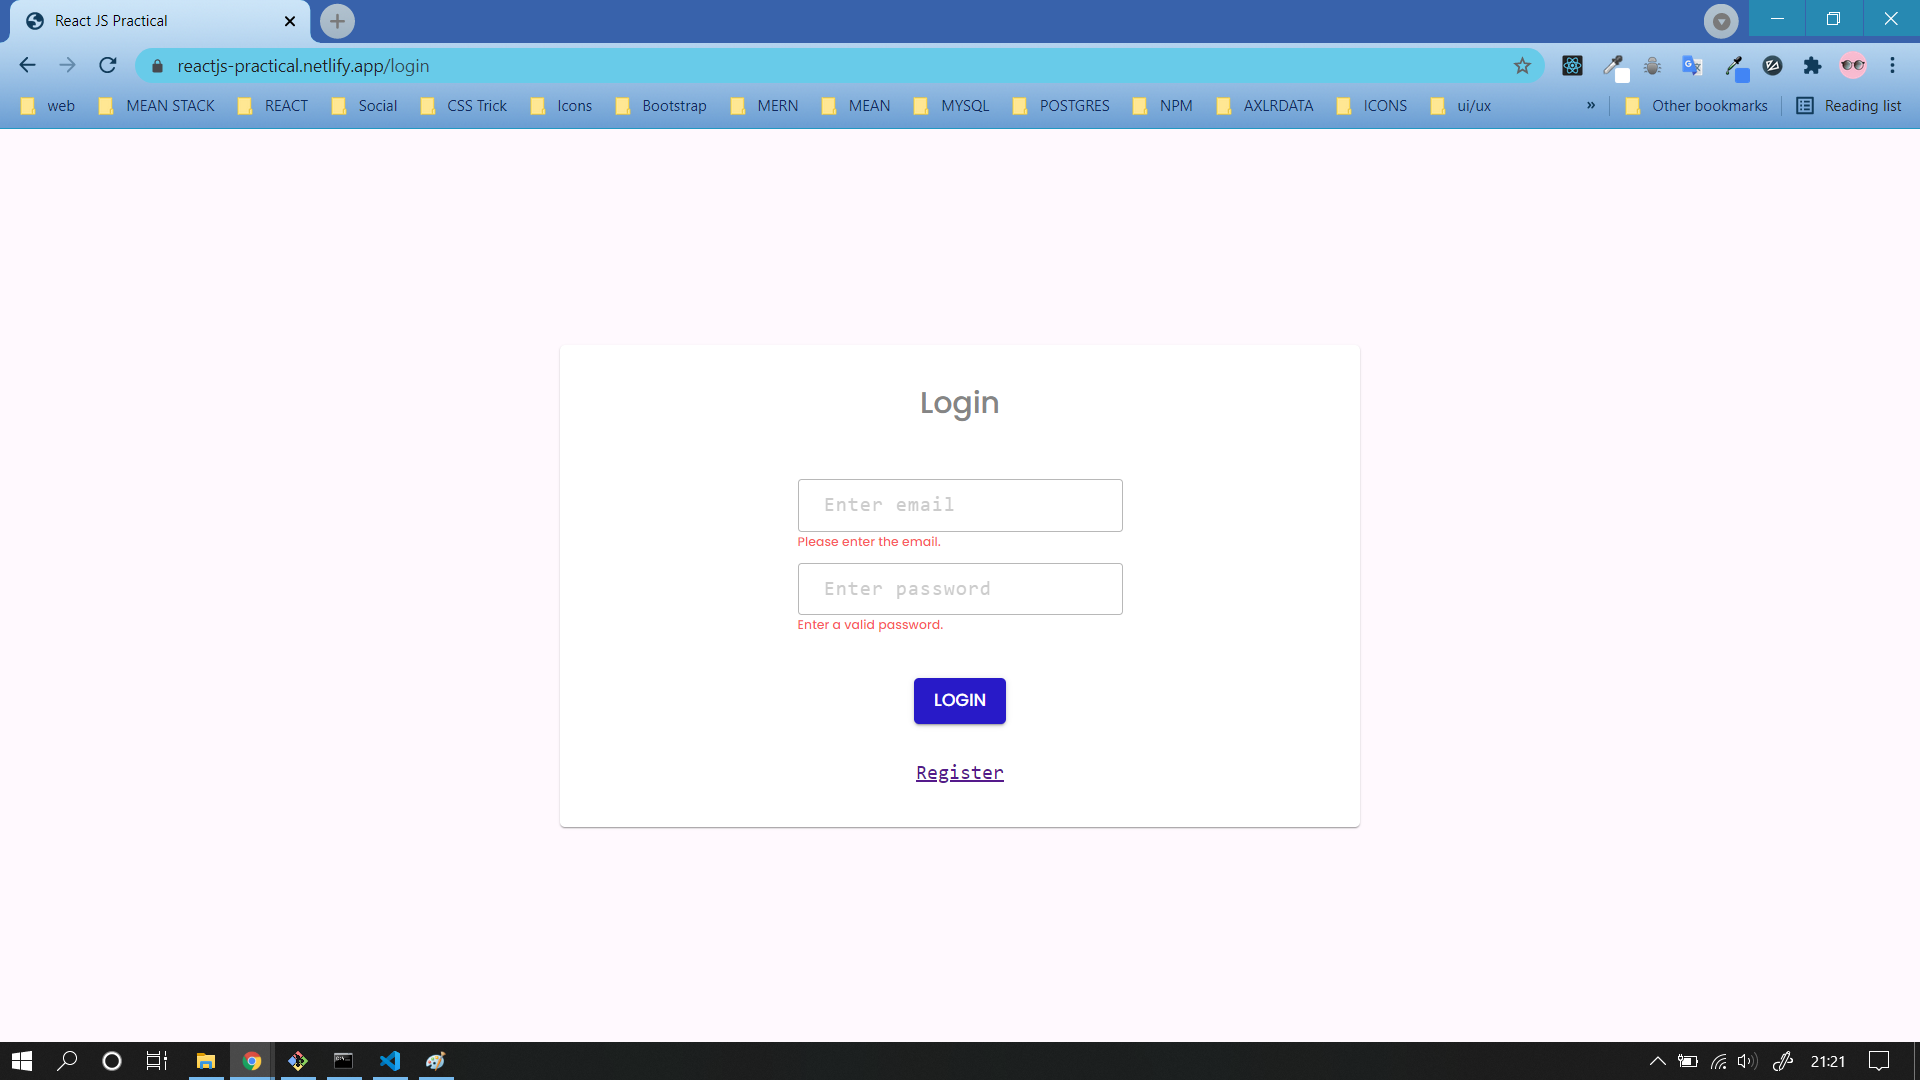 React JS Practical
reactjs-practical.netlify.app/login
web MEAN STACK REACT Social CSS Trick Icons Bootstrap MERN MEAN MYSQL POSTGRES NPM AXLRDATA ICONS ui/ux » Other bookmarks Reading list
Login
Enter email
Please enter the email.
Enter password
Enter a valid password.
LOGIN
Register
21:21